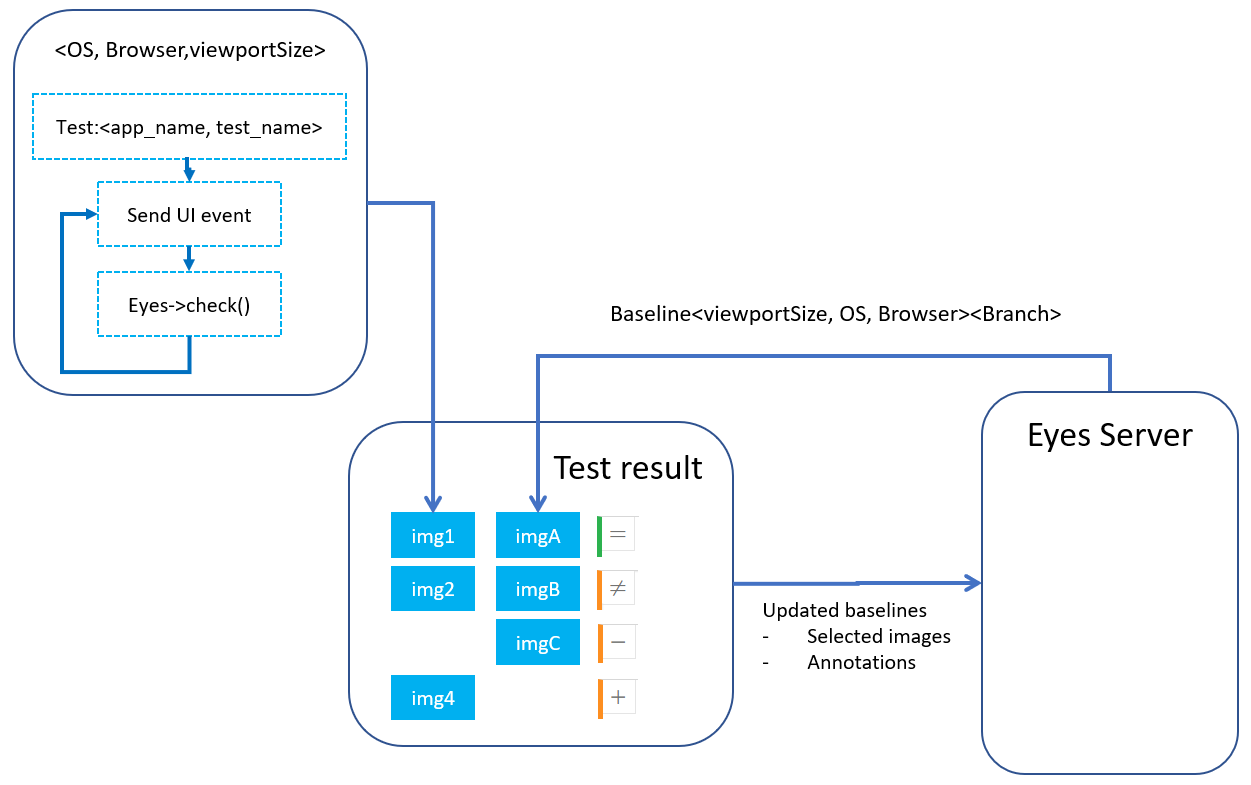 <OS, Browser,viewportSize>
Test:<app_name, test_name>
Send UI event
Eyes->check()
Baseline<viewportSize, OS, Browser><Branch>
Eyes Server
Test result
img1 imgA =
img2 imgB ≠
imgC −
img4 +
Updated baselines
- Selected images
- Annotations